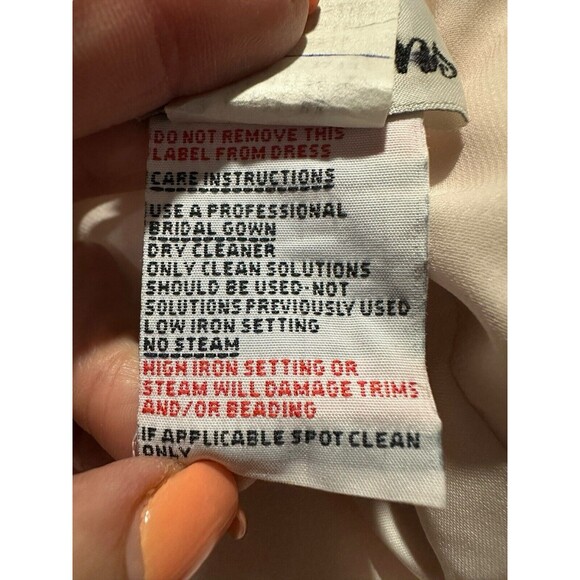 DO NOT REMOVE THIS
LABEL FROM DRESS
CARE INSTRUCTIONS
USE A PROFESSIONAL
BRIDAL GOWN
DRY CLEANER
ONLY CLEAN SOLUTIONS
SHOULD BE USED-NOT
SOLUTIONS PREVIOUSLY USED
LOW IRON SETTING
NO STEAM
HIGH IRON SETTING OR
STEAM WILL DAMAGE TRIMS
AND/OR BEADING
IF APPLICABLE SPOT CLEAN
ONLY